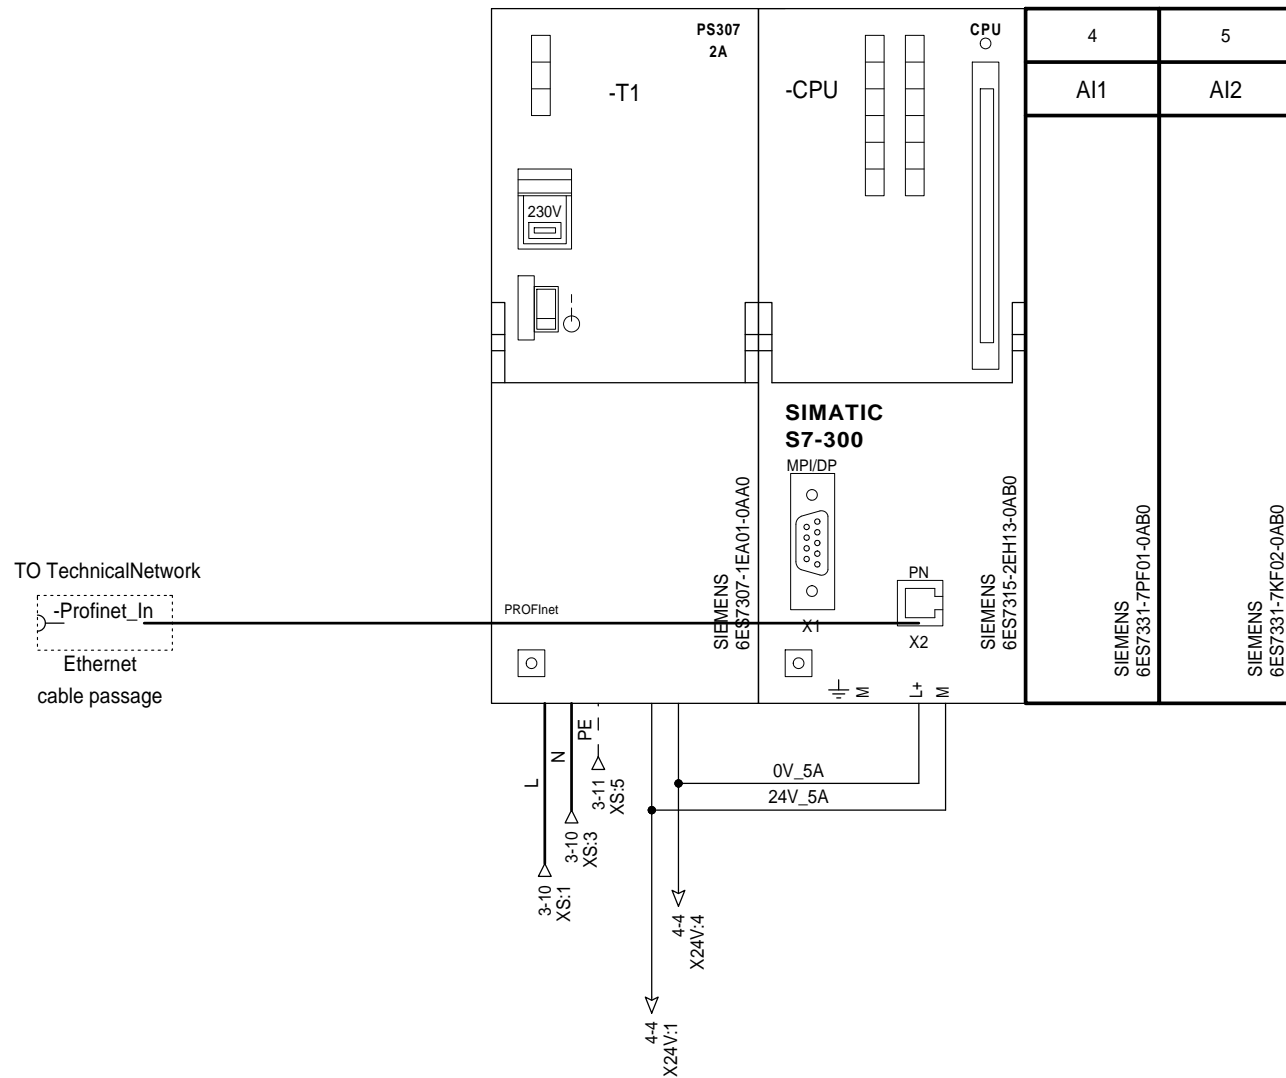 PS307
2A
-T1
230V
CPU
-CPU
4
5
AI1
AI2
SIMATIC
S7-300
MPI/DP
X1
PN
X2
PROFInet
SIEMENS
6ES7307-1EA01-0AA0
SIEMENS
6ES7315-2EH13-0AB0
SIEMENS
6ES7331-7PF01-0AB0
SIEMENS
6ES7331-7KF02-0AB0
TO TechnicalNetwork
-Profinet_In
Ethernet
cable passage
M
L+
M
L
N
PE
3-10
XS:1
3-10
XS:3
3-11
XS:5
0V_5A
24V_5A
4-4
X24V:4
4-4
X24V:1